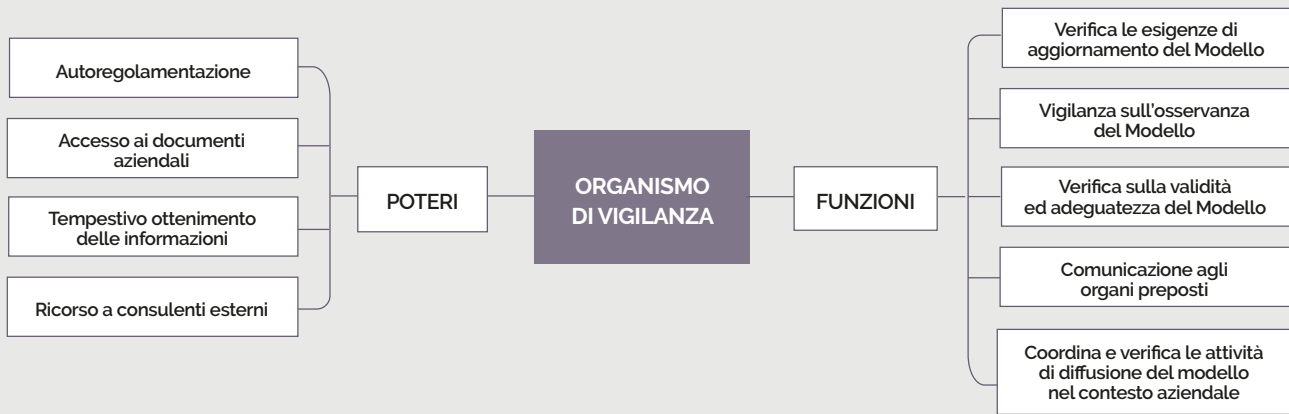 Autoregolamentazione
Accesso ai documenti
aziendali
Tempestivo ottenimento
delle informazioni
Ricorso a consulenti esterni
POTERI
ORGANISMO
DI VIGILANZA
FUNZIONI
Verifica le esigenze di
aggiornamento del Modello
Vigilanza sull'osservanza
del Modello
Verifica sulla validità
ed adeguatezza del Modello
Comunicazione agli
organi preposti
Coordina e verifica le attività
di diffusione del modello
nel contesto aziendale